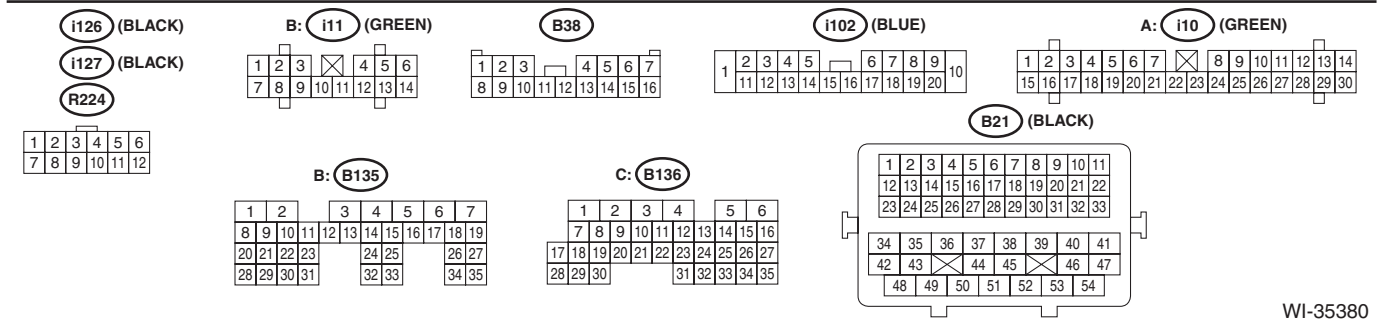 i126 (BLACK)
i127 (BLACK)
R224
1 2 3 4 5 6
7 8 9 10 11 12
B: i11 (GREEN)
1 2 3 4 5 6
7 8 9 10 11 12 13 14
B38
1 2 3 4 5 6 7
8 9 10 11 12 13 14 15 16
i102 (BLUE)
1 2 3 4 5 6 7 8 9 10
11 12 13 14 15 16 17 18 19 20
A: i10 (GREEN)
1 2 3 4 5 6 7 8 9 10 11 12 13 14
15 16 17 18 19 20 21 22 23 24 25 26 27 28 29 30
B: B135
1 2 3 4 5 6 7
8 9 10 11 12 13 14 15 16 17 18 19
20 21 22 23 24 25 26 27
28 29 30 31 32 33 34 35
C: B136
1 2 3 4 5 6
7 8 9 10 11 12 13 14 15 16
17 18 19 20 21 22 23 24 25 26 27
28 29 30 31 32 33 34 35
B21 (BLACK)
1 2 3 4 5 6 7 8 9 10 11
12 13 14 15 16 17 18 19 20 21 22
23 24 25 26 27 28 29 30 31 32 33
34 35 36 37 38 39 40 41
42 43 44 45 46 47
48 49 50 51 52 53 54
WI-35380